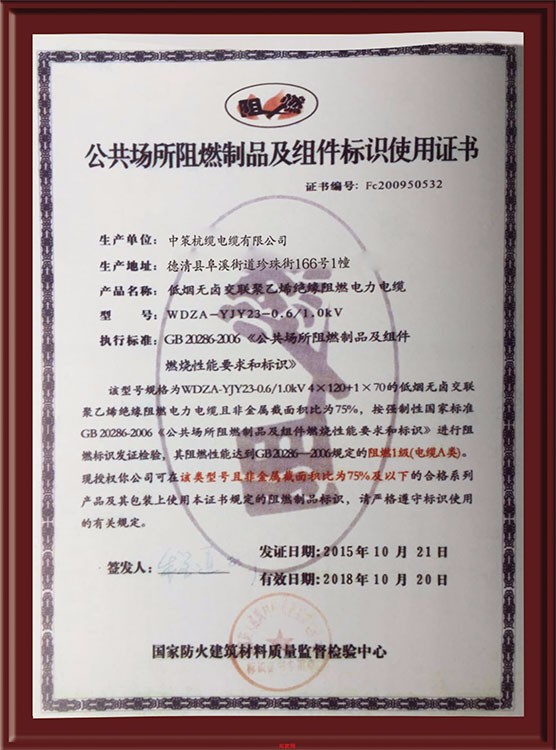 阻燃
公共场所阻燃制品及组件标识使用证书
证书编号: Fc200950532
生产单位: 中策杭缆电缆有限公司
生产地址: 德清县阜溪街道珍珠街166号1幢
产品名称: 低烟无卤交联聚乙烯绝缘阻燃电力电缆
型 号: WDZA-YJY23-0.6/1.0kV
执行标准: GB 20286-2006《公共场所阻燃制品及组件
燃烧性能要求和标识》
该型号规格为WDZA-YJY23-0.6/1.0kV 4×120+1×70的低烟无卤交联
聚乙烯绝缘阻燃电力电缆且非金属截面积比为75%, 按强制性国家标准
GB 20286-2006《公共场所阻燃制品及组件燃烧性能要求和标识》进行阻
燃标识发证检验, 其阻燃性能达到GB 20286—2006规定的阻燃1级(电缆A类)。
现授权你公司可在该类型号且非金属截面积比为75%及以下的合格系列
产品及其包装上使用本证书规定的阻燃制品标识, 请严格遵守标识使用
的有关规定。
发证日期: 2015年10月21日
签发人:
有效日期: 2018年10月20日
国家防火建筑材料质量监督检验中心